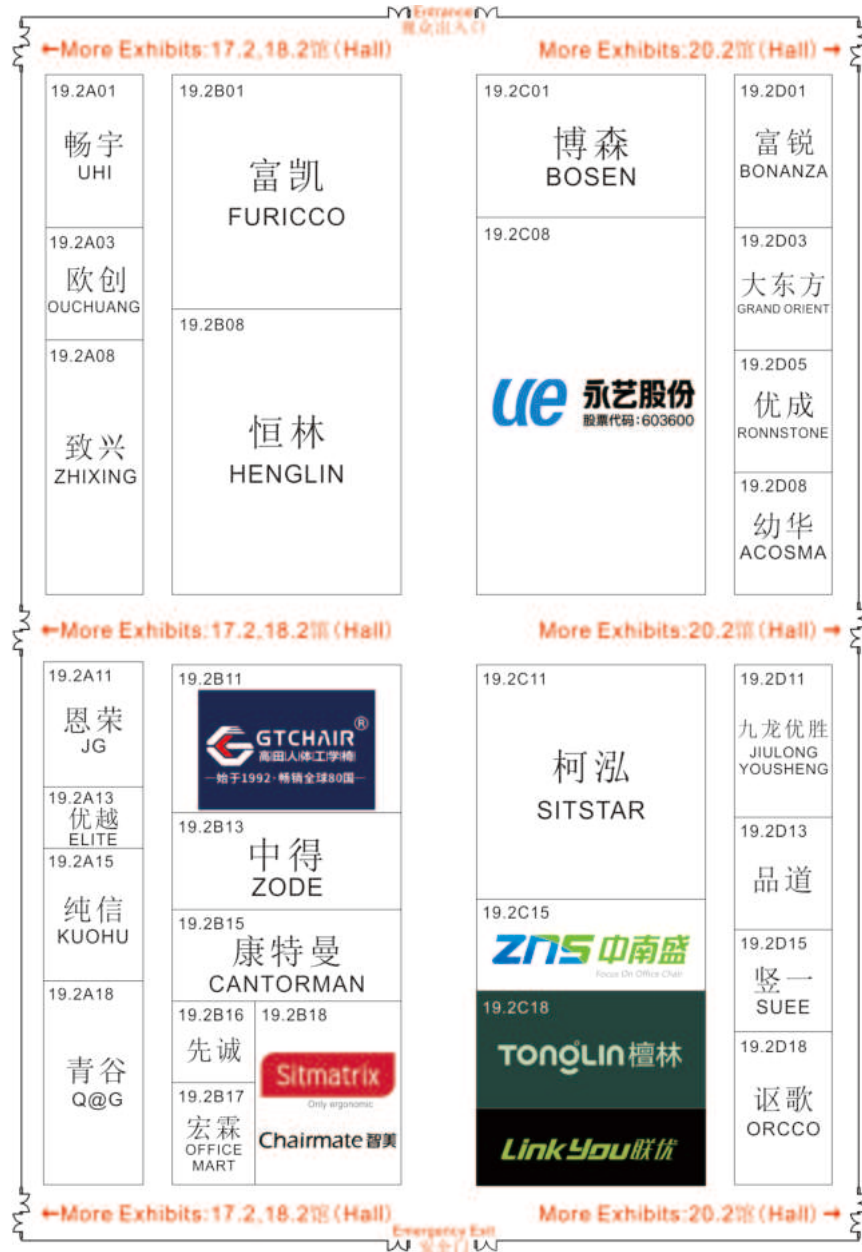 Entrance
观众出入口
←More Exhibits:17.2,18.2馆(Hall)
More Exhibits:20.2馆(Hall)→
19.2A01
畅宇
UHI
19.2A03
欧创
OUCHUANG
19.2A08
致兴
ZHIXING
19.2B01
富凯
FURICCO
19.2B08
恒林
HENGLIN
19.2C01
博森
BOSEN
19.2C08
ue 永艺股份
股票代码:603600
19.2D01
富锐
BONANZA
19.2D03
大东方
GRAND ORIENT
19.2D05
优成
RONNSTONE
19.2D08
幼华
ACOSMA
←More Exhibits:17.2,18.2馆(Hall)
More Exhibits:20.2馆(Hall)→
19.2A11
恩荣
JG
19.2A13
优越
ELITE
19.2A15
纯信
KUOHU
19.2A18
青谷
Q@G
19.2B11
GTCHAIR®
高田人体工学椅
—始于1992·畅销全球80国—
19.2B13
中得
ZODE
19.2B15
康特曼
CANTORMAN
19.2B16
先诚
19.2B17
宏霖
OFFICE
MART
19.2B18
Sitmatrix
Only ergonomic
Chairmate 智美
19.2C11
柯泓
SITSTAR
19.2C15
ZNS 中南盛
Focus On Office Chair
19.2C18
TONGLIN 檀林
LinkYou 联优
19.2D11
九龙优胜
JIULONG
YOUSHENG
19.2D13
品道
19.2D15
竖一
SUEE
19.2D18
讴歌
ORCCO
←More Exhibits:17.2,18.2馆(Hall)
More Exhibits:20.2馆(Hall)→
Emergency Exit
安全门